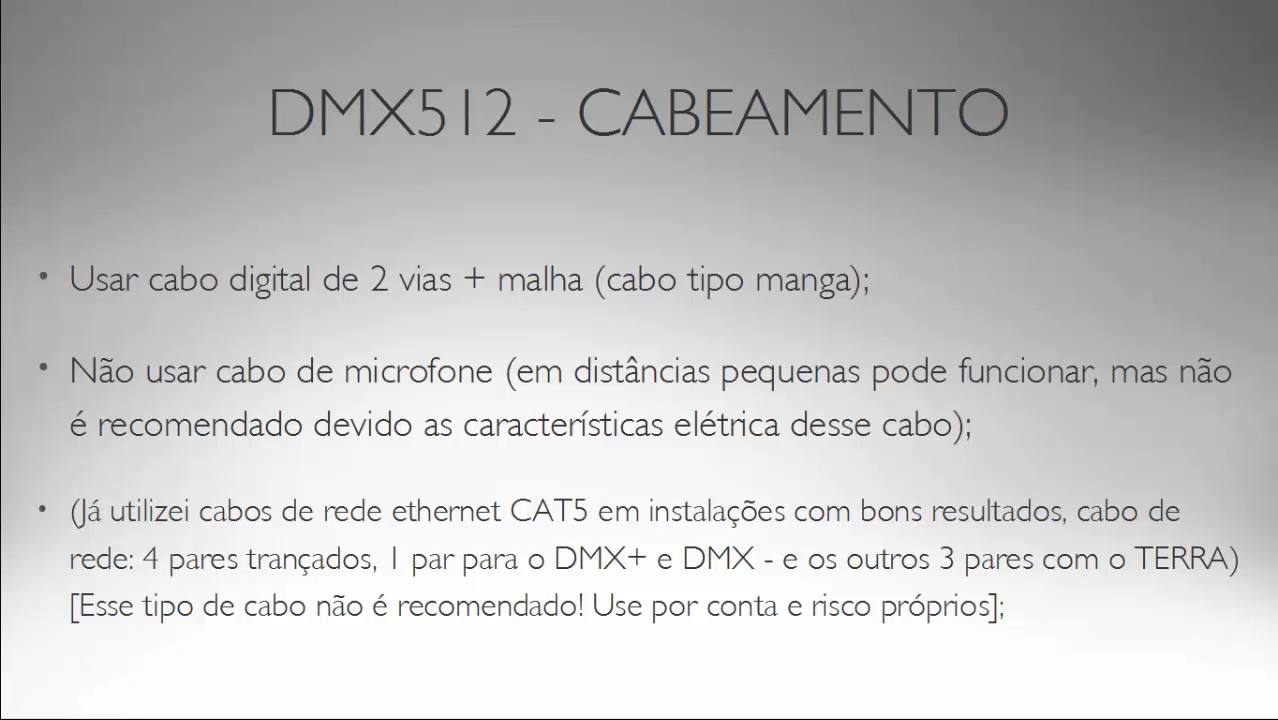 DMX512 - CABEAMENTO
• Usar cabo digital de 2 vias + malha (cabo tipo manga);
• Não usar cabo de microfone (em distâncias pequenas pode funcionar, mas não
é recomendado devido as características elétrica desse cabo);
• (Já utilizei cabos de rede ethernet CAT5 em instalações com bons resultados, cabo de
rede: 4 pares trançados, 1 par para o DMX+ e DMX - e os outros 3 pares com o TERRA)
[Esse tipo de cabo não é recomendado! Use por conta e risco próprios];